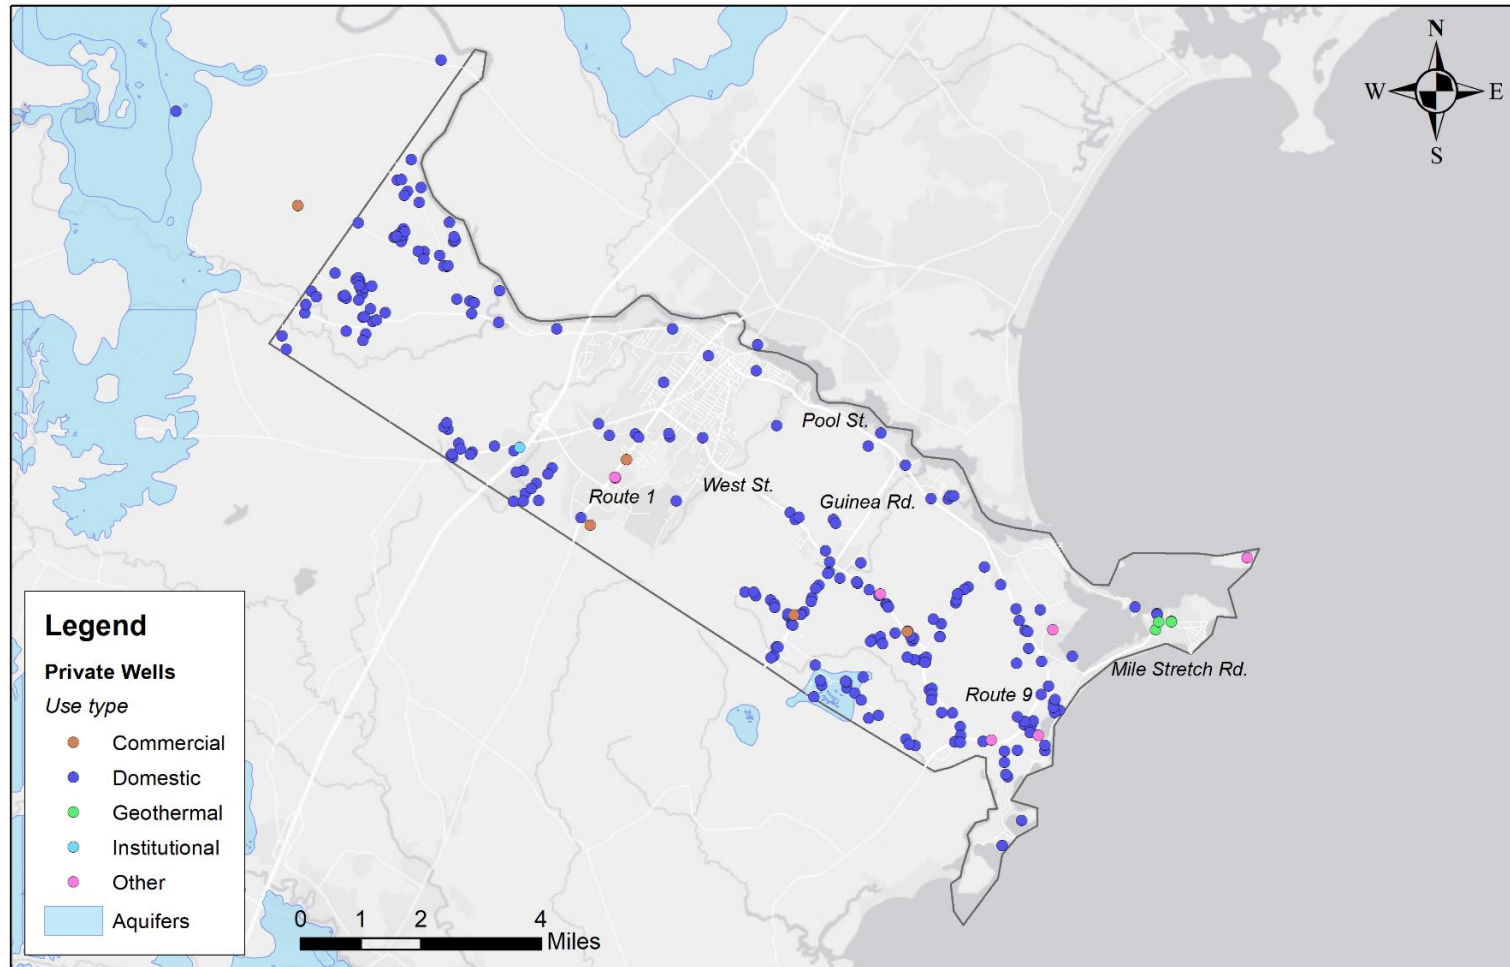 N
W E
S
Pool St.
West St.
Route 1
Guinea Rd.
Mile Stretch Rd.
Route 9
Legend
Private Wells
Use type
Commercial
Domestic
Geothermal
Institutional
Other
Aquifers
0 1 2 4
Miles